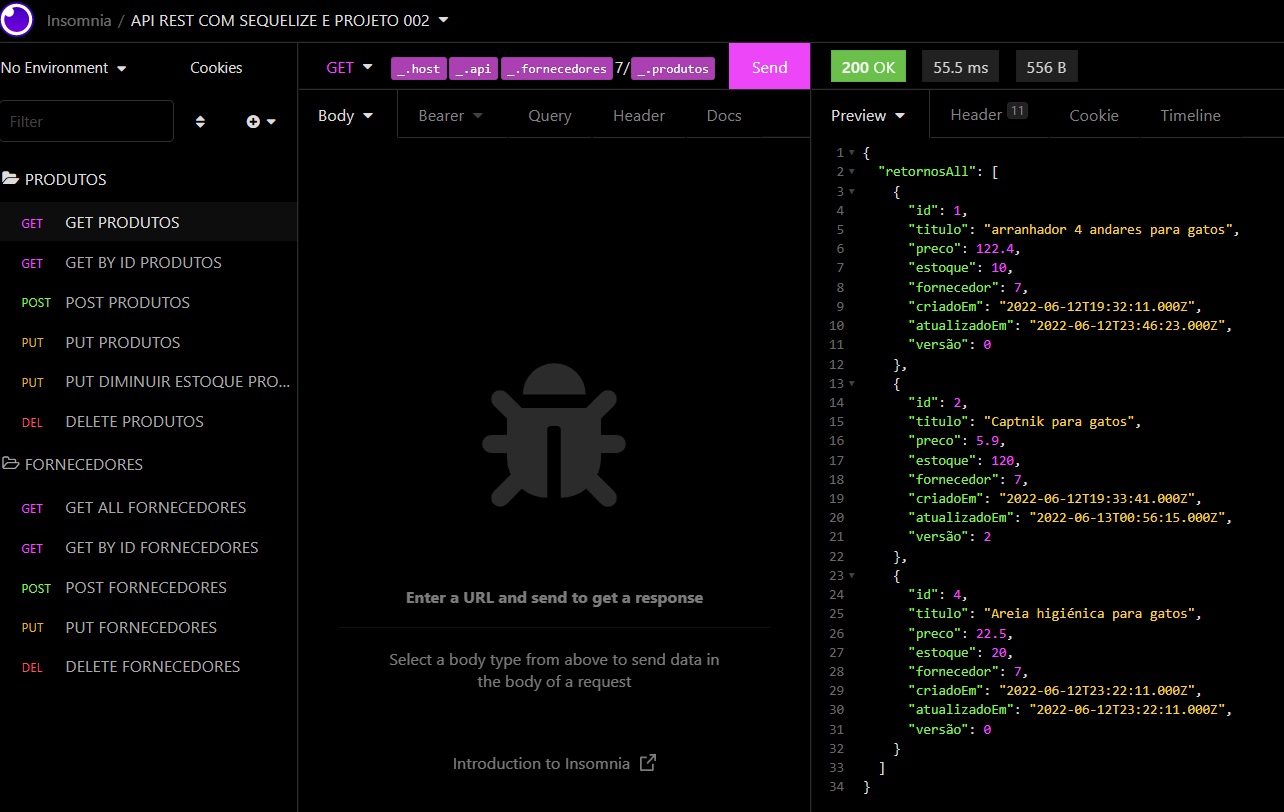 Insomnia / API REST COM SEQUELIZE E PROJETO 002
No Environment
Cookies
Filter
PRODUTOS
GET GET PRODUTOS
GET GET BY ID PRODUTOS
POST POST PRODUTOS
PUT PUT PRODUTOS
PUT PUT DIMINUIR ESTOQUE PRO...
DEL DELETE PRODUTOS
FORNECEDORES
GET GET ALL FORNECEDORES
GET GET BY ID FORNECEDORES
POST POST FORNECEDORES
PUT PUT FORNECEDORES
DEL DELETE FORNECEDORES
GET _.host _.api _.fornecedores 7/ _.produtos Send
Body Bearer Query Header Docs
Enter a URL and send to get a response
Select a body type from above to send data in
the body of a request
Introduction to Insomnia
200 OK 55.5 ms 556 B
Preview Header 11 Cookie Timeline
1 {
2 "retornosAll": [
3 {
4 "id": 1,
5 "titulo": "arranhador 4 andares para gatos",
6 "preco": 122.4,
7 "estoque": 10,
8 "fornecedor": 7,
9 "criadoEm": "2022-06-12T19:32:11.000Z",
10 "atualizadoEm": "2022-06-12T23:46:23.000Z",
11 "versão": 0
12 },
13 {
14 "id": 2,
15 "titulo": "Captnik para gatos",
16 "preco": 5.9,
17 "estoque": 120,
18 "fornecedor": 7,
19 "criadoEm": "2022-06-12T19:33:41.000Z",
20 "atualizadoEm": "2022-06-13T00:56:15.000Z",
21 "versão": 2
22 },
23 {
24 "id": 4,
25 "titulo": "Areia higiénica para gatos",
26 "preco": 22.5,
27 "estoque": 20,
28 "fornecedor": 7,
29 "criadoEm": "2022-06-12T23:22:11.000Z",
30 "atualizadoEm": "2022-06-12T23:22:11.000Z",
31 "versão": 0
32 }
33 ]
34 }